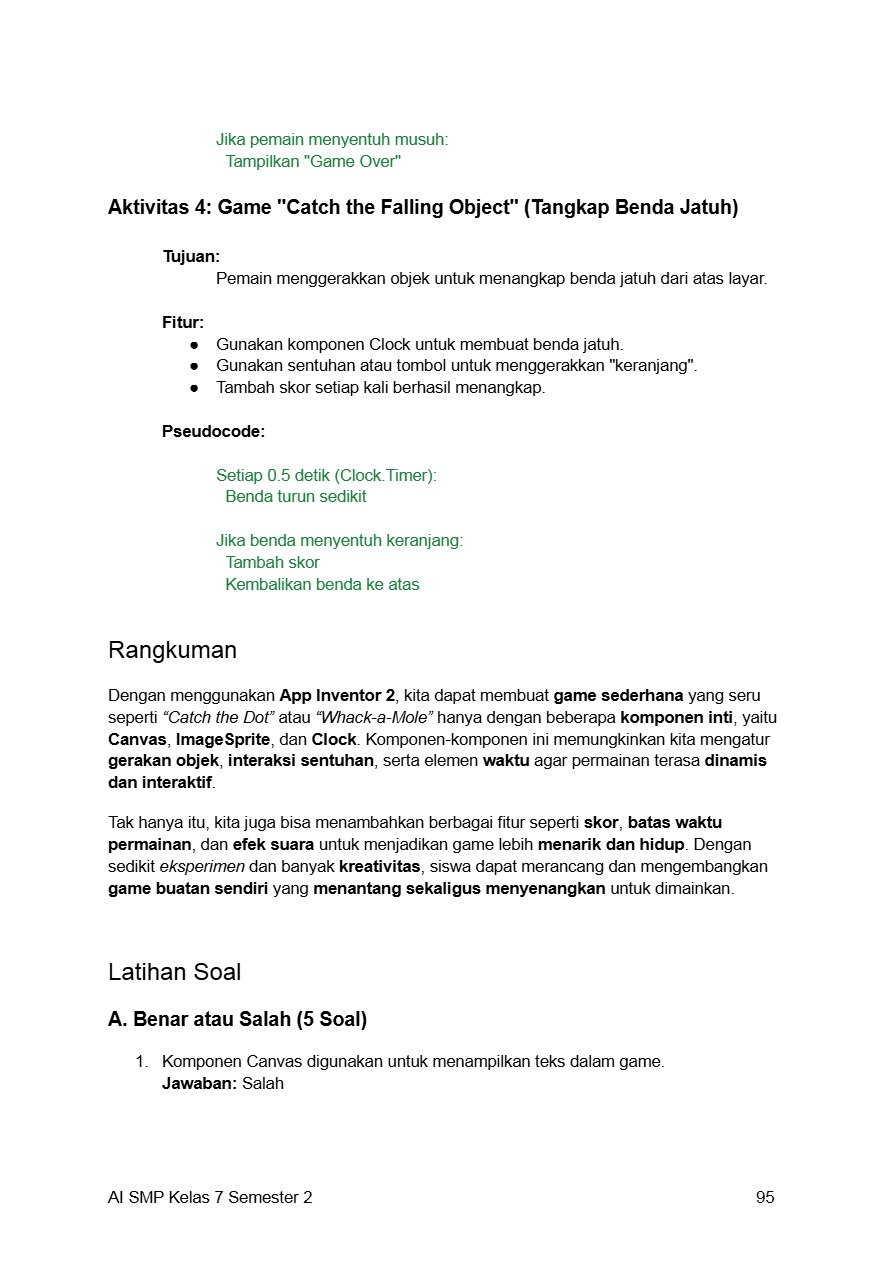 Jika pemain menyentuh musuh:
Tampilkan "Game Over"
Aktivitas 4: Game "Catch the Falling Object" (Tangkap Benda Jatuh)
Tujuan:
Pemain menggerakkan objek untuk menangkap benda jatuh dari atas layar.
Fitur:
● Gunakan komponen Clock untuk membuat benda jatuh.
● Gunakan sentuhan atau tombol untuk menggerakkan "keranjang".
● Tambah skor setiap kali berhasil menangkap.
Pseudocode:
Setiap 0.5 detik (Clock.Timer):
Benda turun sedikit
Jika benda menyentuh keranjang:
Tambah skor
Kembalikan benda ke atas
Rangkuman
Dengan menggunakan App Inventor 2, kita dapat membuat game sederhana yang seru
seperti “Catch the Dot” atau “Whack-a-Mole” hanya dengan beberapa komponen inti, yaitu
Canvas, ImageSprite, dan Clock. Komponen-komponen ini memungkinkan kita mengatur
gerakan objek, interaksi sentuhan, serta elemen waktu agar permainan terasa dinamis
dan interaktif.
Tak hanya itu, kita juga bisa menambahkan berbagai fitur seperti skor, batas waktu
permainan, dan efek suara untuk menjadikan game lebih menarik dan hidup. Dengan
sedikit eksperimen dan banyak kreativitas, siswa dapat merancang dan mengembangkan
game buatan sendiri yang menantang sekaligus menyenangkan untuk dimainkan.
Latihan Soal
A. Benar atau Salah (5 Soal)
1. Komponen Canvas digunakan untuk menampilkan teks dalam game.
Jawaban: Salah
AI SMP Kelas 7 Semester 2 95